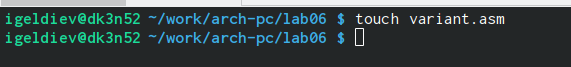 igeldiev@dk3n52 ~/work/arch-pc/lab06 $ touch variant.asm
igeldiev@dk3n52 ~/work/arch-pc/lab06 $